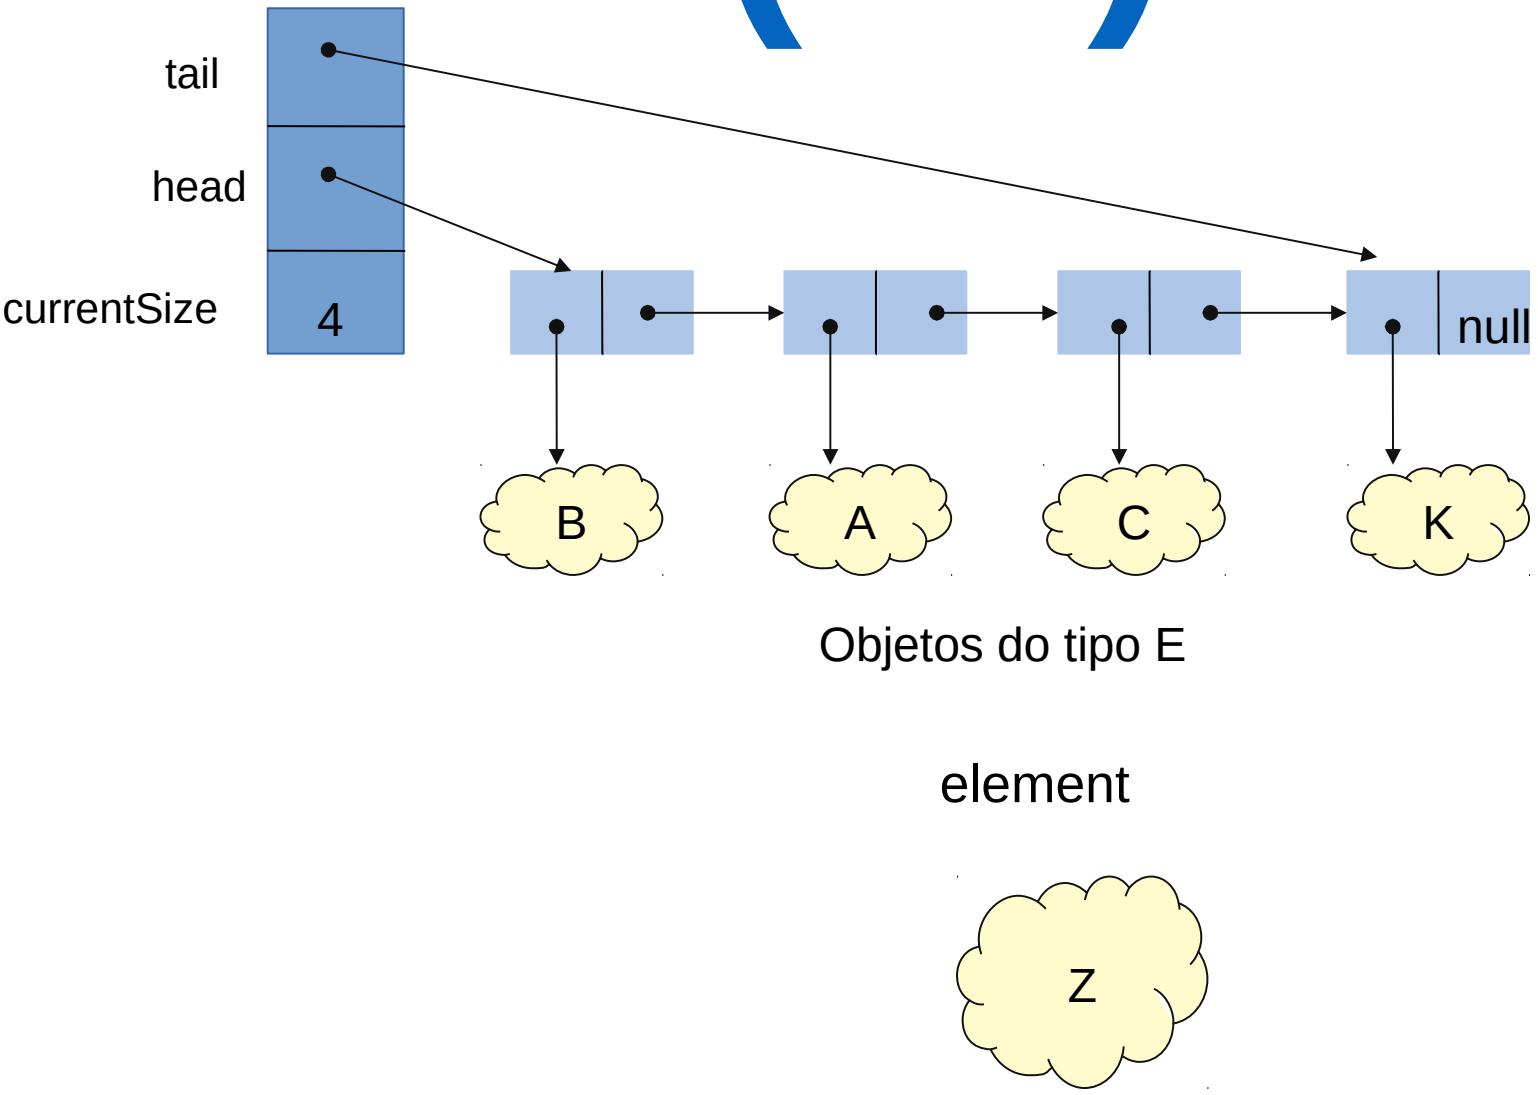 tail
head
currentSize
4
null
B
A
C
K
Objetos do tipo E
element
Z